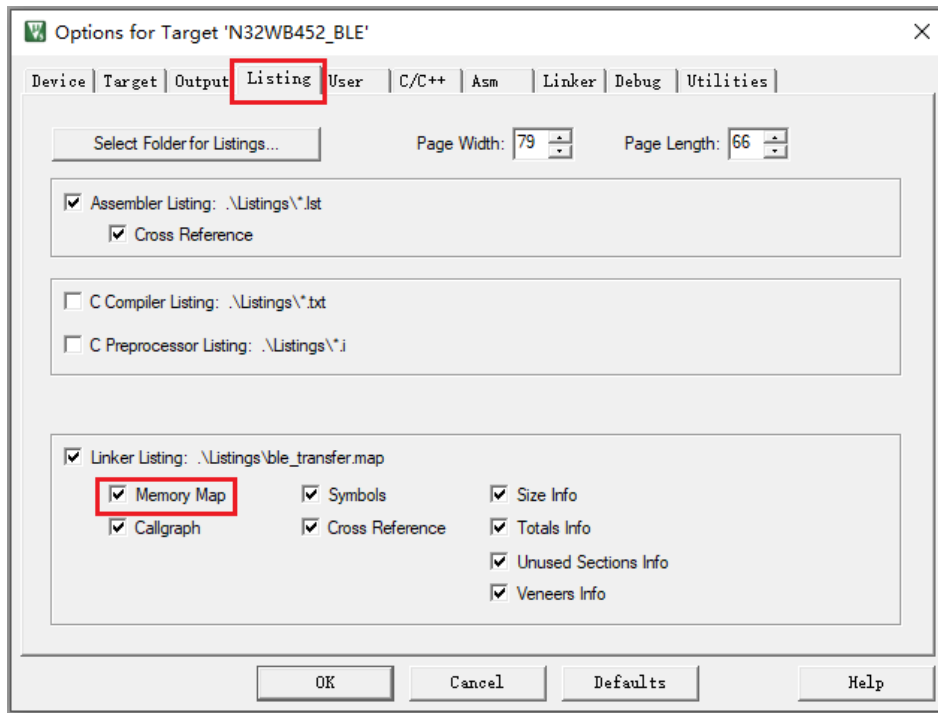 Options for Target 'N32WB452_BLE'
Device Target Output Listing User C/C++ Asm Linker Debug Utilities
Select Folder for Listings... Page Width: 79 Page Length: 66
Assembler Listing: .\Listings\*.lst
Cross Reference
C Compiler Listing: .\Listings\*.txt
C Preprocessor Listing: .\Listings\*.i
Linker Listing: .\Listings\ble_transfer.map
Memory Map Symbols Size Info
Callgraph Cross Reference Totals Info
Unused Sections Info
Veneers Info
OK Cancel Defaults Help